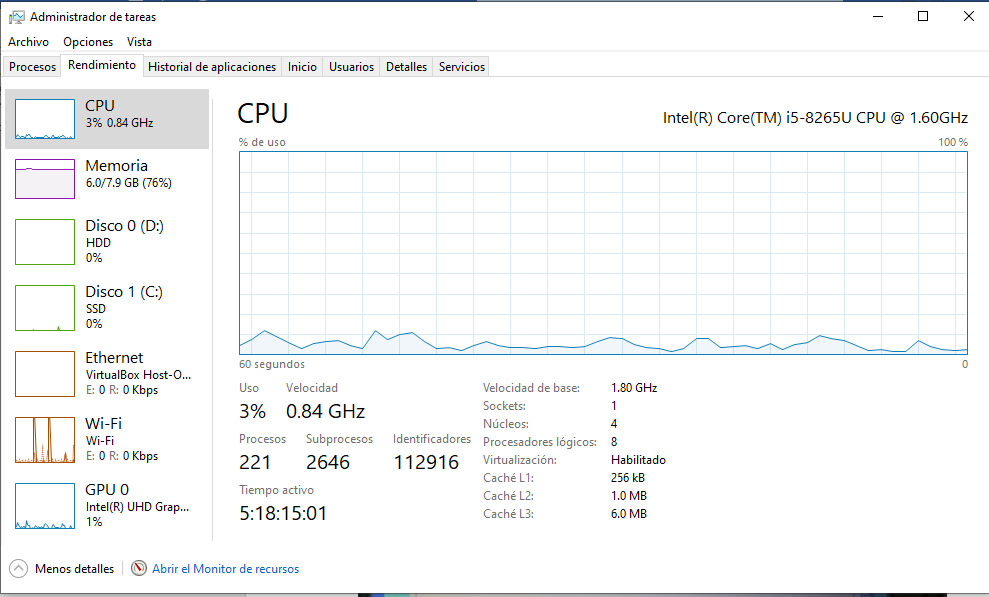 Administrador de tareas
Archivo Opciones Vista
Procesos Rendimiento Historial de aplicaciones Inicio Usuarios Detalles Servicios
CPU
3% 0.84 GHz
Memoria
6.0/7.9 GB (76%)
Disco 0 (D:)
HDD
0%
Disco 1 (C:)
SSD
0%
Ethernet
VirtualBox Host-O...
E: 0 R: 0 Kbps
Wi-Fi
Wi-Fi
E: 0 R: 0 Kbps
GPU 0
Intel(R) UHD Grap...
1%
CPU
Intel(R) Core(TM) i5-8265U CPU @ 1.60GHz
% de uso 100 %
60 segundos 0
Uso Velocidad
3% 0.84 GHz
Procesos Subprocesos Identificadores
221 2646 112916
Tiempo activo
5:18:15:01
Velocidad de base: 1.80 GHz
Sockets: 1
Núcleos: 4
Procesadores lógicos: 8
Virtualización: Habilitado
Caché L1: 256 kB
Caché L2: 1.0 MB
Caché L3: 6.0 MB
Menos detalles Abrir el Monitor de recursos